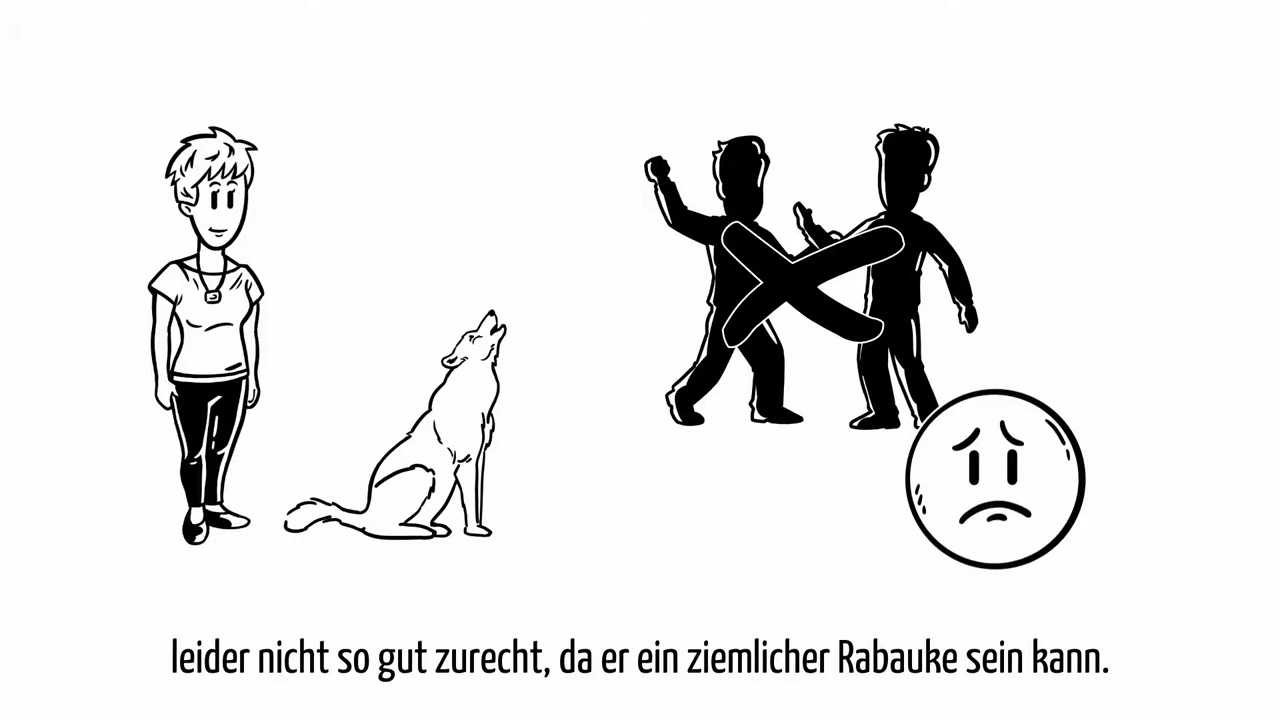 leider nicht so gut zurecht, da er ein ziemlicher Rabauke sein kann.